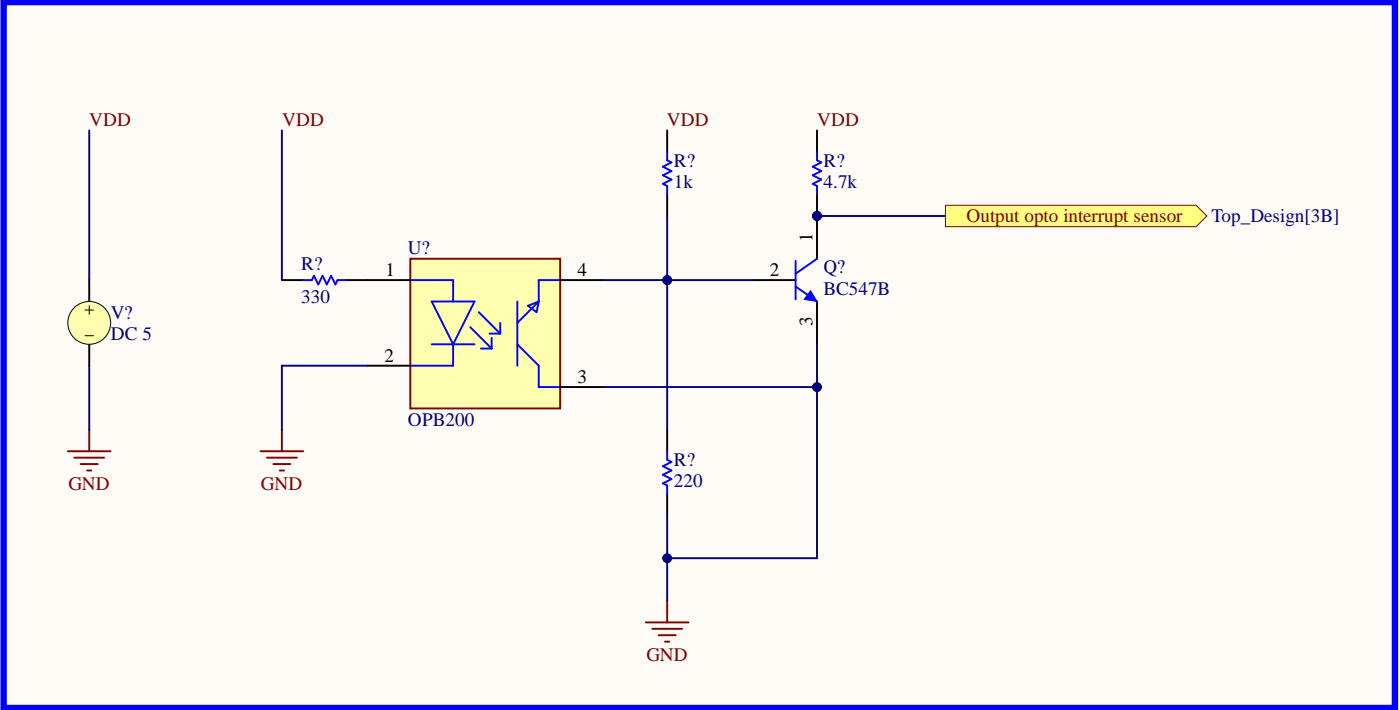 VDD
VDD
VDD
VDD
R?
1k
R?
4.7k
Output opto interrupt sensor
Top_Design[3B]
1
U?
R?
330
1
4
2
Q?
BC547B
+
V?
DC 5
−
3
2
3
OPB200
R?
220
GND
GND
GND